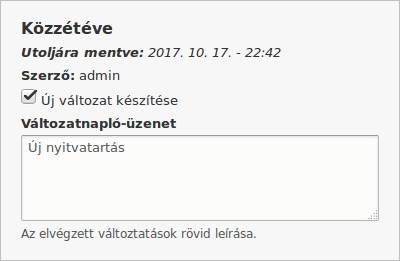 Közzétéve
Utoljára mentve: 2017. 10. 17. - 22:42
Szerző: admin
Új változat készítése
Változatnapló-üzenet
Új nyitvatartás
Az elvégzett változtatások rövid leírása.